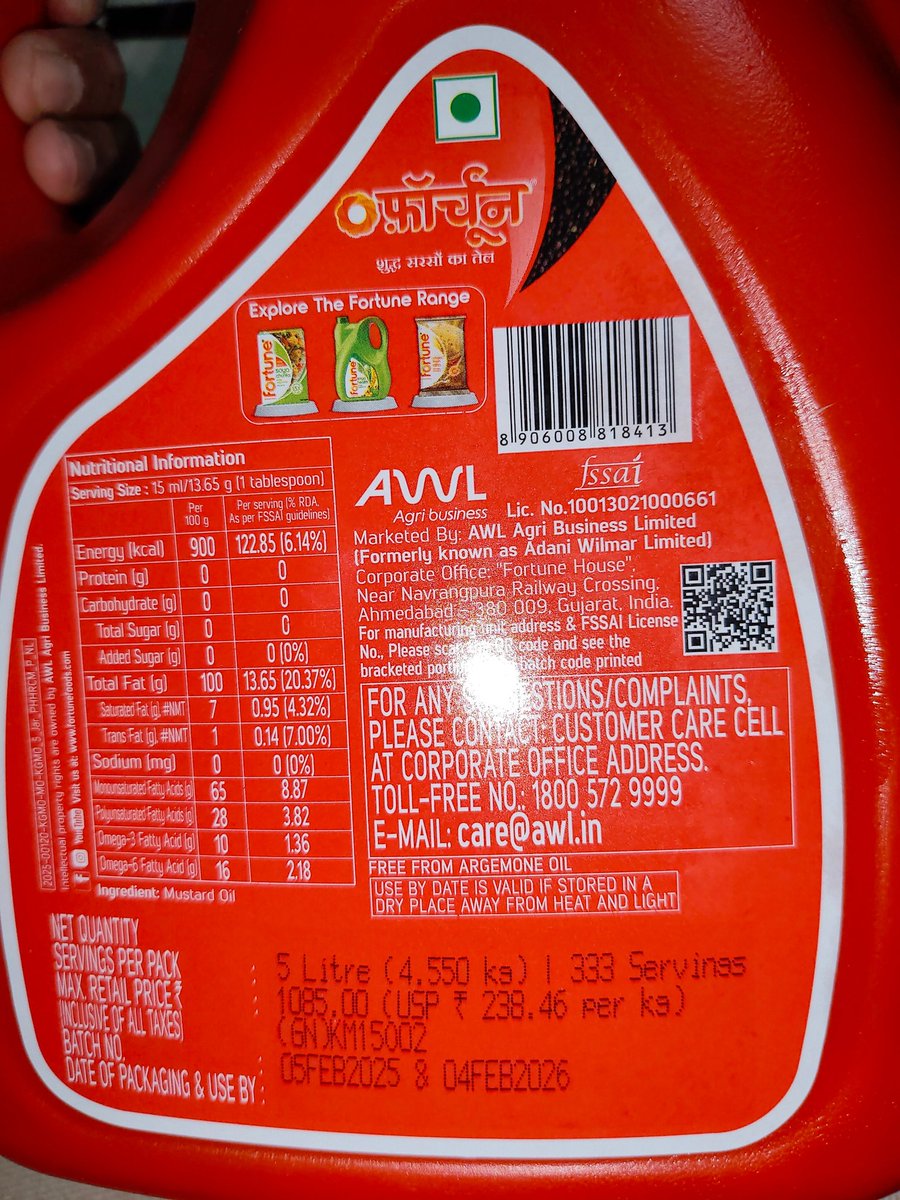 फ़ॉर्चून
शुद्ध सरसों का तेल
Explore The Fortune Range
fortune
fortune
fortune
8 906008 818413
Nutritional Information
Serving Size : 15 ml/13.65 g (1 tablespoon)
Per 100 g
Per serving (% RDA. As per FSSAI guidelines)
Energy (kcal) 900 122.85 (6.14%)
Protein (g) 0 0
Carbohydrate (g) 0 0
Total Sugar (g) 0 0
Added Sugar (g) 0 0 (0%)
Total Fat (g) 100 13.65 (20.37%)
Saturated Fat (g), #NMT 7 0.95 (4.32%)
Trans Fat (g), #NMT 1 0.14 (7.00%)
Sodium (mg) 0 0 (0%)
Monounsaturated Fatty Acids (g) 65 8.87
Polyunsaturated Fatty Acids (g) 28 3.82
Omega-3 Fatty Acid (g) 10 1.36
Omega-6 Fatty Acid (g) 16 2.18
Ingredient: Mustard Oil
Intellectual property rights are owned by AWL Agri Business Limited.
YouTube Visit us at: www.fortunefoods.com
AWL
Agri business
fssai
Lic. No.10013021000661
Marketed By: AWL Agri Business Limited
(Formerly known as Adani Wilmar Limited)
Corporate Office: "Fortune House",
Near Navrangpura Railway Crossing,
Ahmedabad - 380 009, Gujarat, India.
For manufacturing unit address & FSSAI License
No., Please scan code and see the
bracketed batch code printed
FOR ANY
PLEASE CONTACT CUSTOMER CARE CELL
AT CORPORATE OFFICE ADDRESS.
TOLL-FREE NO.: 1800 572 9999
E-MAIL: care@awl.in
FREE FROM ARGEMONE OIL
USE BY DATE IS VALID IF STORED IN A
DRY PLACE AWAY FROM HEAT AND LIGHT
NET QUANTITY
SERVINGS PER PACK : 5 Litre (4.550 kg) | 333 Servings
MAX. RETAIL PRICE ₹ : 1085.00 (USP ₹ 238.46 per kg)
INCLUSIVE OF ALL TAXES)
BATCH NO. : (GN)KM15002
DATE OF PACKAGING & USE BY : 05FEB2025 & 04FEB2026